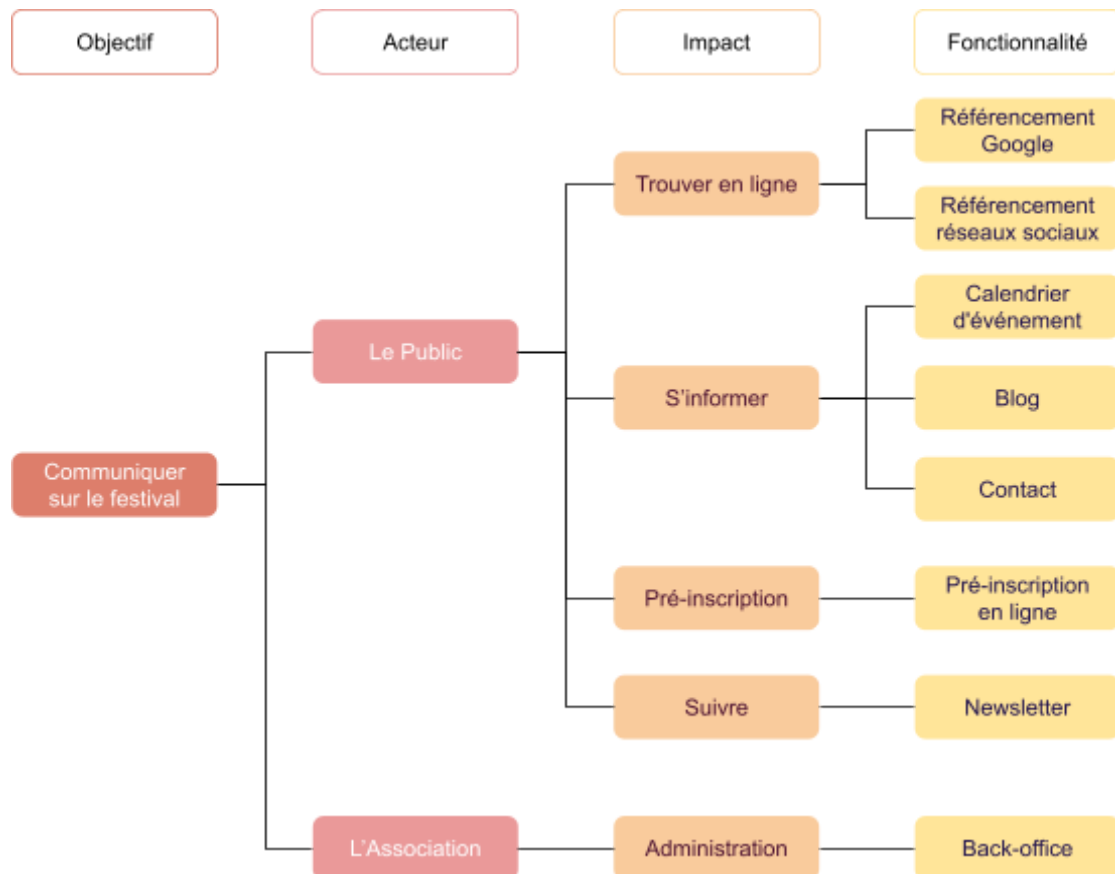 Objectif
Acteur
Impact
Fonctionnalité
Référencement
Google
Trouver en ligne
Référencement
réseaux sociaux
Calendrier
d'événement
Le Public
S’informer
Blog
Communiquer
sur le festival
Contact
Pré-inscription
Pré-inscription
en ligne
Suivre
Newsletter
L’Association
Administration
Back-office